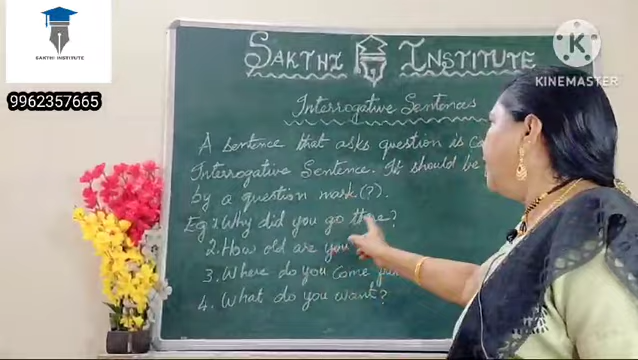 SAKTHI INSTITUTE
9962357665
SAKTHI INSTITUTE
Interrogative Sentences
A sentence that asks question is
Interrogative Sentence. It should be
by a question mark (?).
Eg 1. Why did you go there?
2. How old are you
3. Where do you come
4. What do you want?
K
KINEMASTER